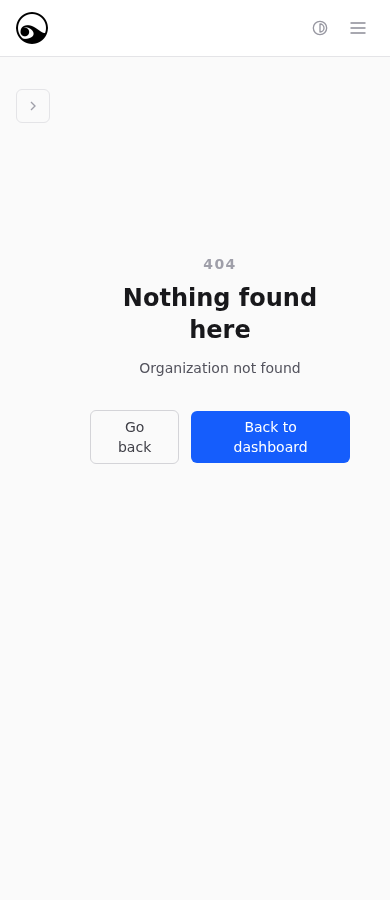 404
Nothing found
here
Organization not found
Go
back
Back to
dashboard